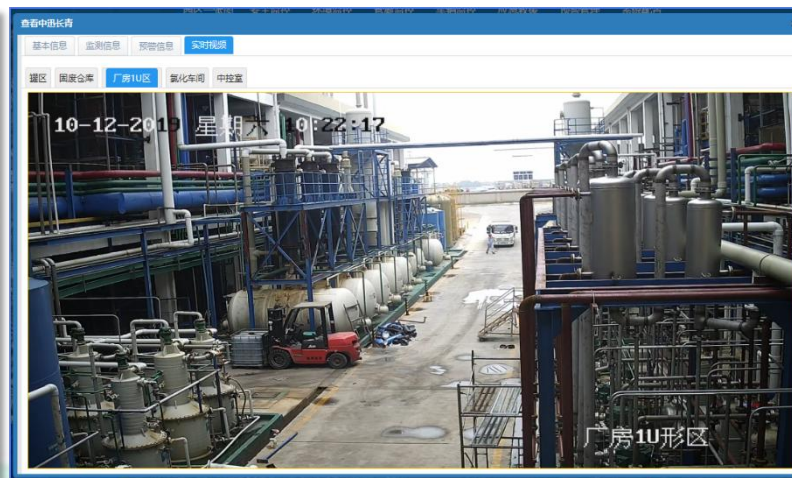 查看中迅长青
基本信息 监测信息 预警信息 实时视频
罐区 固废仓库 厂房1U区 氯化车间 中控室
10-12-2019 星期六 10:22:17
厂房1U形区